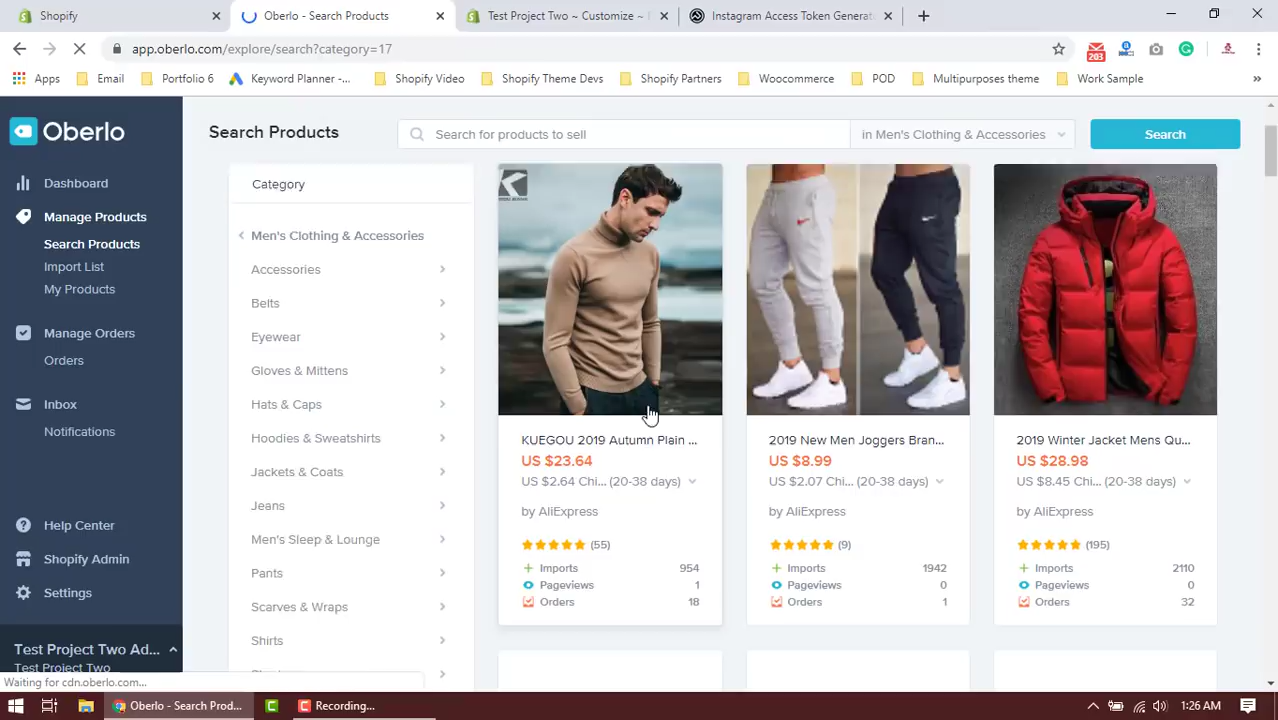 Shopify
Oberlo - Search Products
Test Project Two ~ Customize ~
Instagram Access Token Generat
app.oberlo.com/explore/search?category=17
203
Apps
Email
Portfolio 6
Keyword Planner -...
Shopify Video
Shopify Theme Devs
Shopify Partners
Woocommerce
POD
Multipurposes theme
Work Sample
Oberlo
Dashboard
Manage Products
Search Products
Import List
My Products
Manage Orders
Orders
Inbox
Notifications
Help Center
Shopify Admin
Settings
Test Project Two Ad...
Test Project Two
Search Products
Search for products to sell
in Men's Clothing & Accessories
Search
Category
Men's Clothing & Accessories
Accessories
Belts
Eyewear
Gloves & Mittens
Hats & Caps
Hoodies & Sweatshirts
Jackets & Coats
Jeans
Men's Sleep & Lounge
Pants
Scarves & Wraps
Shirts
K
KUEGOU 2019 Autumn Plain ...
US $23.64
US $2.64 Chi... (20-38 days)
by AliExpress
(55)
Imports 954
Pageviews 1
Orders 18
2019 New Men Joggers Bran...
US $8.99
US $2.07 Chi... (20-38 days)
by AliExpress
(9)
Imports 1942
Pageviews 0
Orders 1
2019 Winter Jacket Mens Qu...
US $28.98
US $8.45 Chi... (20-38 days)
by AliExpress
(195)
Imports 2110
Pageviews 0
Orders 32
Waiting for cdn.oberlo.com...
Oberlo - Search Prod...
Recording...
1:26 AM